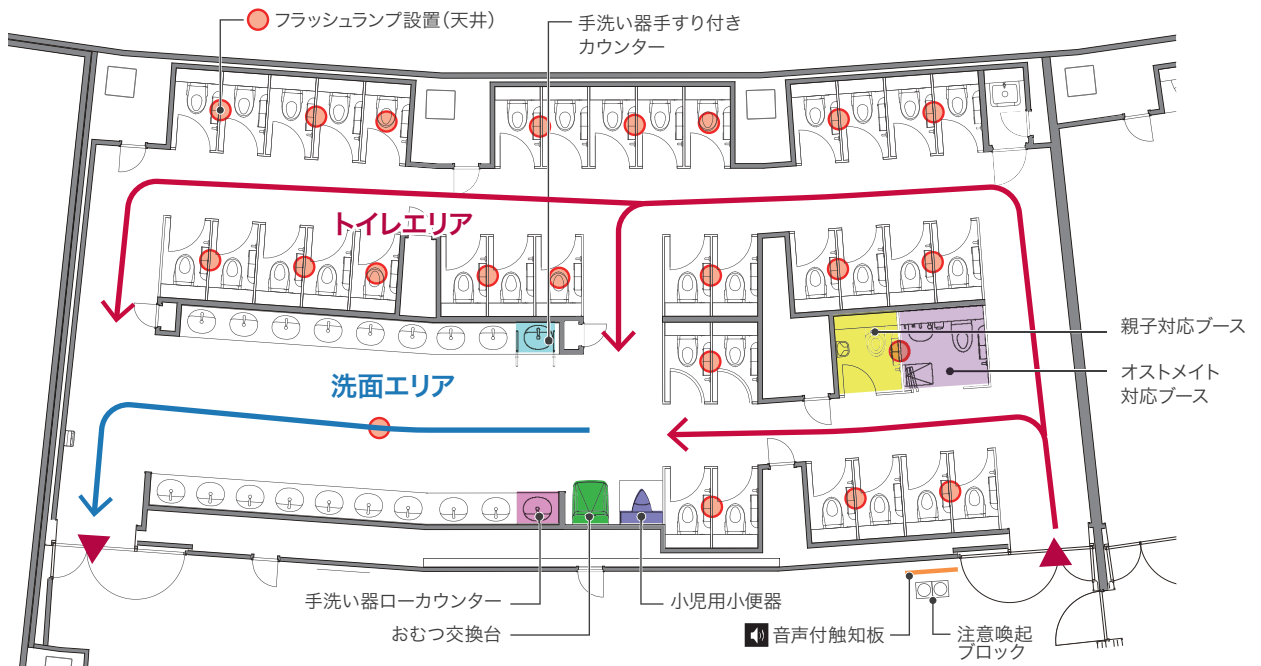 フラッシュランプ設置(天井)
手洗い器手すり付き
カウンター
トイレエリア
親子対応ブース
オストメイト
対応ブース
洗面エリア
手洗い器ローカウンター
おむつ交換台
小児用小便器
音声付触知板
注意喚起
ブロック